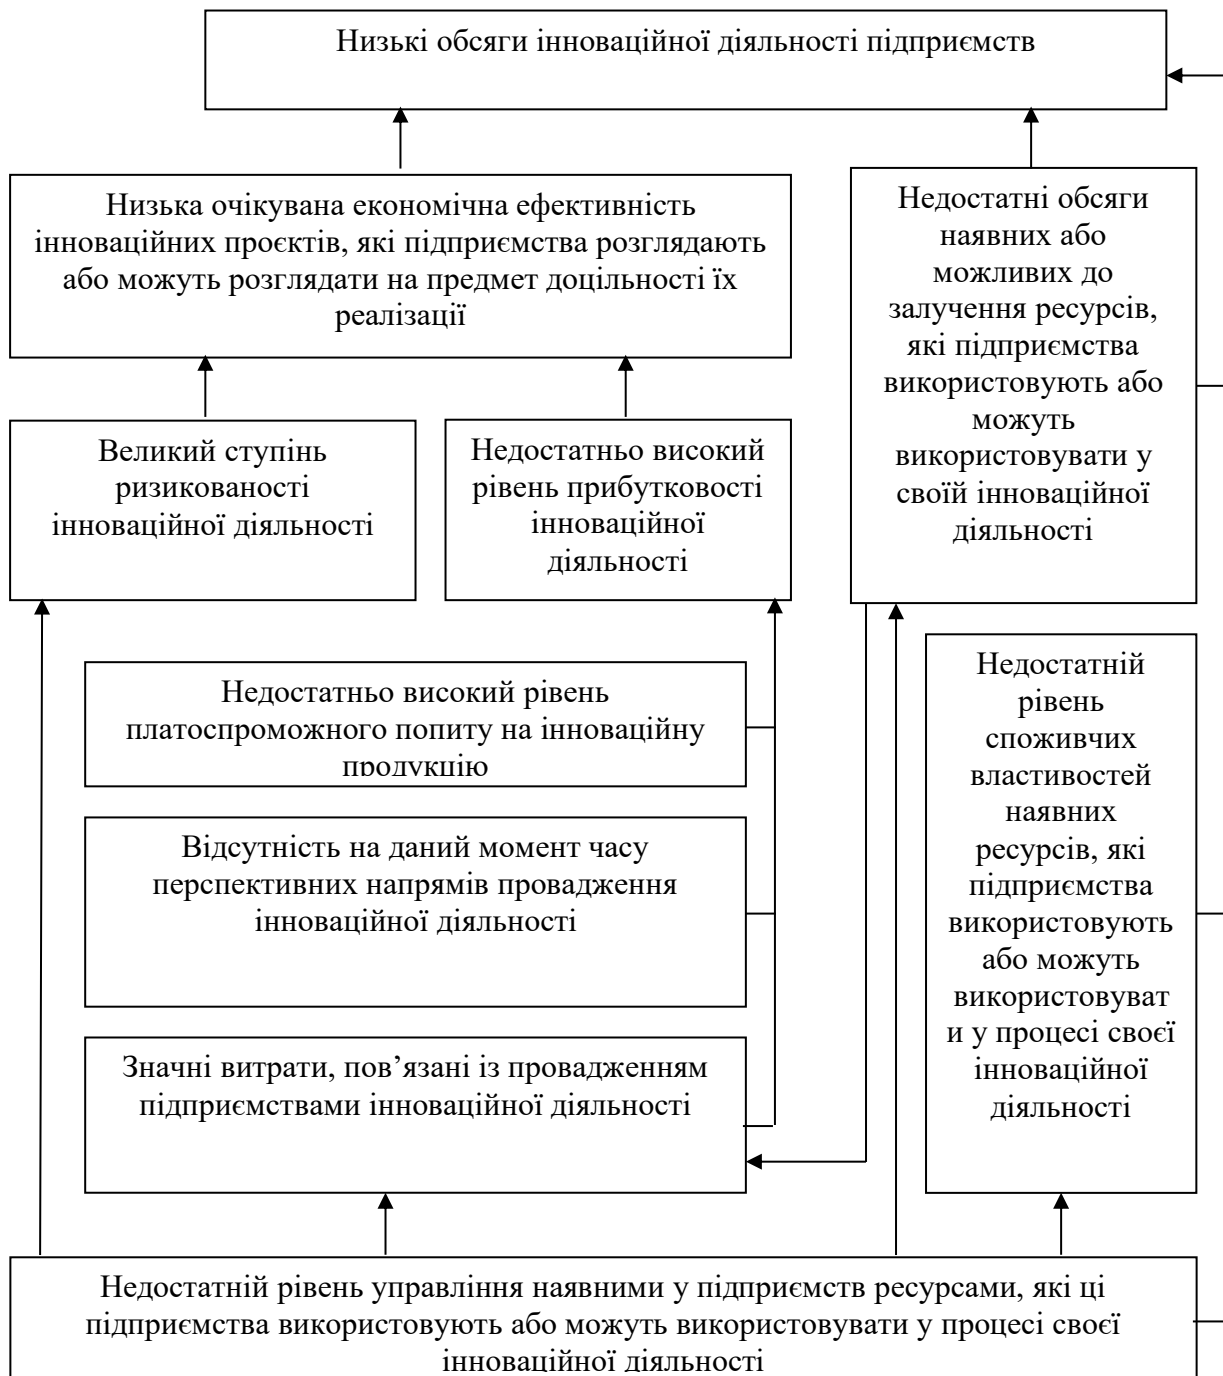 Низькі обсяги інноваційної діяльності підприємств
Низька очікувана економічна ефективність
інноваційних проєктів, які підприємства розглядають
або можуть розглядати на предмет доцільності їх
реалізації
Недостатні обсяги
наявних або
можливих до
залучення ресурсів,
які підприємства
використовують або
можуть
використовувати у
своїй інноваційної
діяльності
Великий ступінь
ризикованості
інноваційної діяльності
Недостатньо високий
рівень прибутковості
інноваційної
діяльності
Недостатньо високий рівень
платоспроможного попиту на інноваційну
продукцію
Відсутність на даний момент часу
перспективних напрямів провадження
інноваційної діяльності
Значні витрати, пов’язані із провадженням
підприємствами інноваційної діяльності
Недостатній
рівень
споживчих
властивостей
наявних
ресурсів, які
підприємства
використовують
або можуть
використовуват
и у процесі своєї
інноваційної
діяльності
Недостатній рівень управління наявними у підприємств ресурсами, які ці
підприємства використовують або можуть використовувати у процесі своєї
інноваційної діяльності